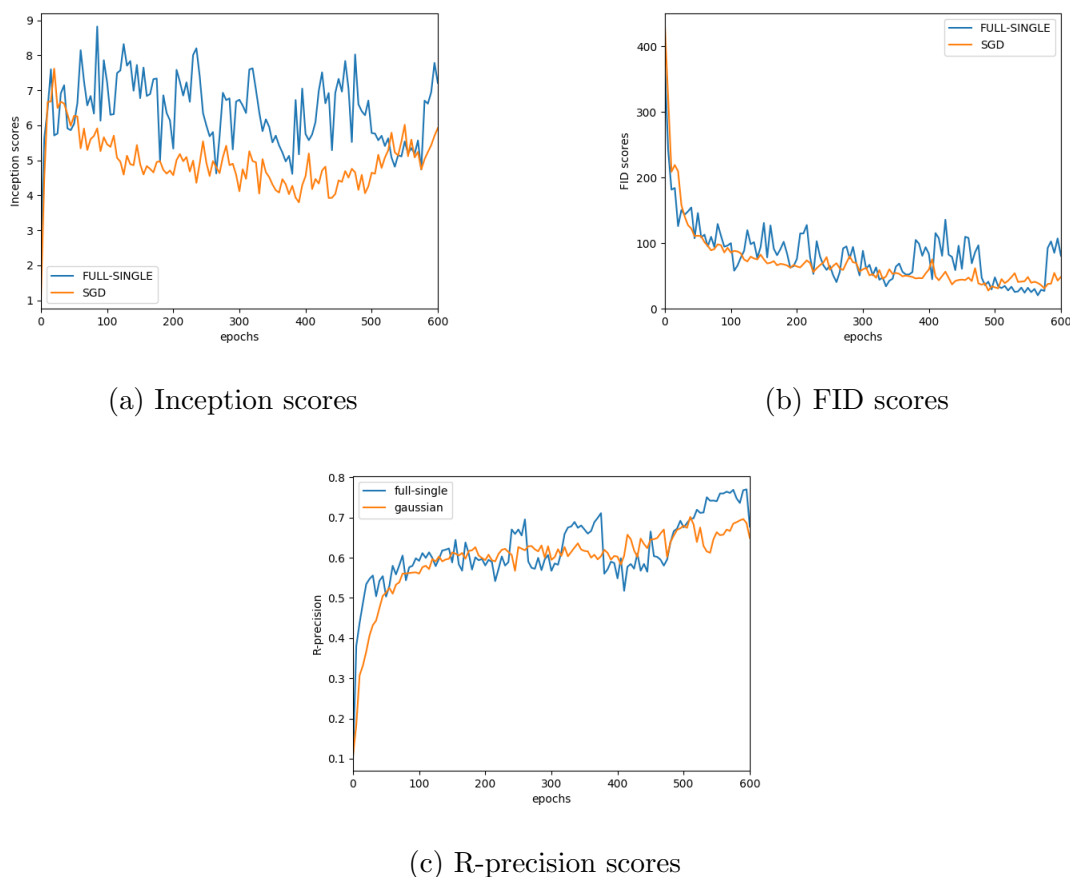 9
8
7
6
5
4
3
2
1
Inception scores
FULL-SINGLE
SGD
0 100 200 300 400 500 600
epochs
(a) Inception scores
400
300
200
100
0
FID scores
FULL-SINGLE
SGD
0 100 200 300 400 500 600
epochs
(b) FID scores
0.8
0.7
0.6
0.5
0.4
0.3
0.2
0.1
R-precision
full-single
gaussian
0 100 200 300 400 500 600
epochs
(c) R-precision scores